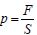 p = F/S